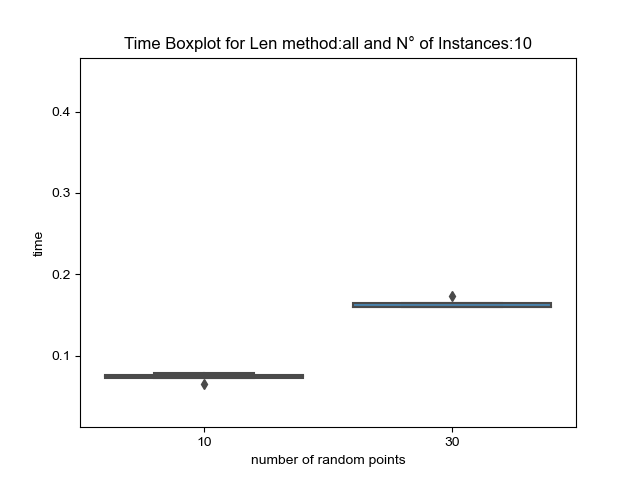 Time Boxplot for Len method:all and N° of Instances:10
0.4
0.3
0.2
0.1
time
10
30
number of random points